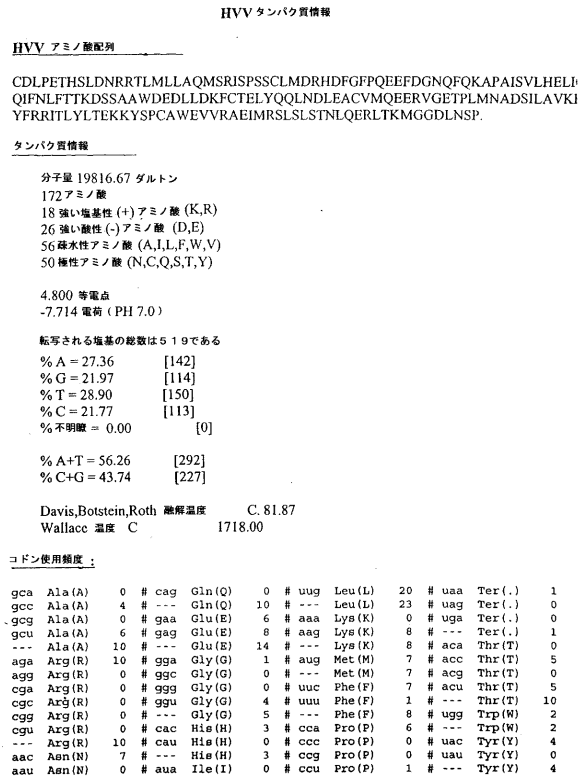 HVV タンパク質情報
HVV アミノ酸配列
CDLPETHSLDNRRTLMLLAQMSRISPSSCLMDRHDFGFPQEEFDGNQFQKAPAISVLHELI
QIFNLFTTKDSSAAWDEDLLDKFCTELYQQLNDLEACVMQEERVGETPLMNADSILAVK
YFRRITLYLTEKKYSPCAWEVVRAEIMRSLSLSTNLQERLTKMGGDLNSP.
タンパク質情報
分子量 19816.67 ダルトン
172 アミノ酸
18 強い塩基性 (+) アミノ酸 (K,R)
26 強い酸性 (-) アミノ酸 (D,E)
56 疎水性アミノ酸 (A,I,L,F,W,V)
50 極性アミノ酸 (N,C,Q,S,T,Y)
4.800 等電点
-7.714 電荷 ( PH 7.0 )
転写される塩基の総数は519である
% A = 27.36 [142]
% G = 21.97 [114]
% T = 28.90 [150]
% C = 21.77 [113]
% 不明瞭 = 0.00 [0]
% A+T = 56.26 [292]
% C+G = 43.74 [227]
Davis,Botstein,Roth 融解温度 C. 81.87
Wallace 温度 C 1718.00
コドン使用頻度 :
gca Ala(A) 0 # cag Gln(Q) 0 # uug Leu(L) 20 # uaa Ter(.) 1
gcc Ala(A) 4 # --- Gln(Q) 10 # --- Leu(L) 23 # uag Ter(.) 0
gcg Ala(A) 0 # gaa Glu(E) 6 # aaa Lys(K) 0 # uga Ter(.) 0
gcu Ala(A) 6 # gag Glu(E) 8 # aag Lys(K) 8 # --- Ter(.) 1
--- Ala(A) 10 # --- Glu(E) 14 # --- Lys(K) 8 # aca Thr(T) 0
aga Arg(R) 10 # gga Gly(G) 1 # aug Met(M) 7 # acc Thr(T) 5
agg Arg(R) 0 # ggc Gly(G) 0 # --- Met(M) 7 # acg Thr(T) 0
cga Arg(R) 0 # ggg Gly(G) 0 # uuc Phe(F) 7 # acu Thr(T) 5
cgc Arg(R) 0 # ggu Gly(G) 4 # uuu Phe(F) 1 # --- Thr(T) 10
cgg Arg(R) 0 # --- Gly(G) 5 # --- Phe(F) 8 # ugg Trp(W) 2
cgu Arg(R) 0 # cac His(H) 3 # cca Pro(P) 6 # --- Trp(W) 2
--- Arg(R) 10 # cau His(H) 0 # ccc Pro(P) 0 # uac Tyr(Y) 4
aac Asn(N) 7 # --- His(H) 3 # ccg Pro(P) 0 # uau Tyr(Y) 0
aau Asn(N) 0 # aua Ile(I) 0 # ccu Pro(P) 1 # --- Tyr(Y) 4